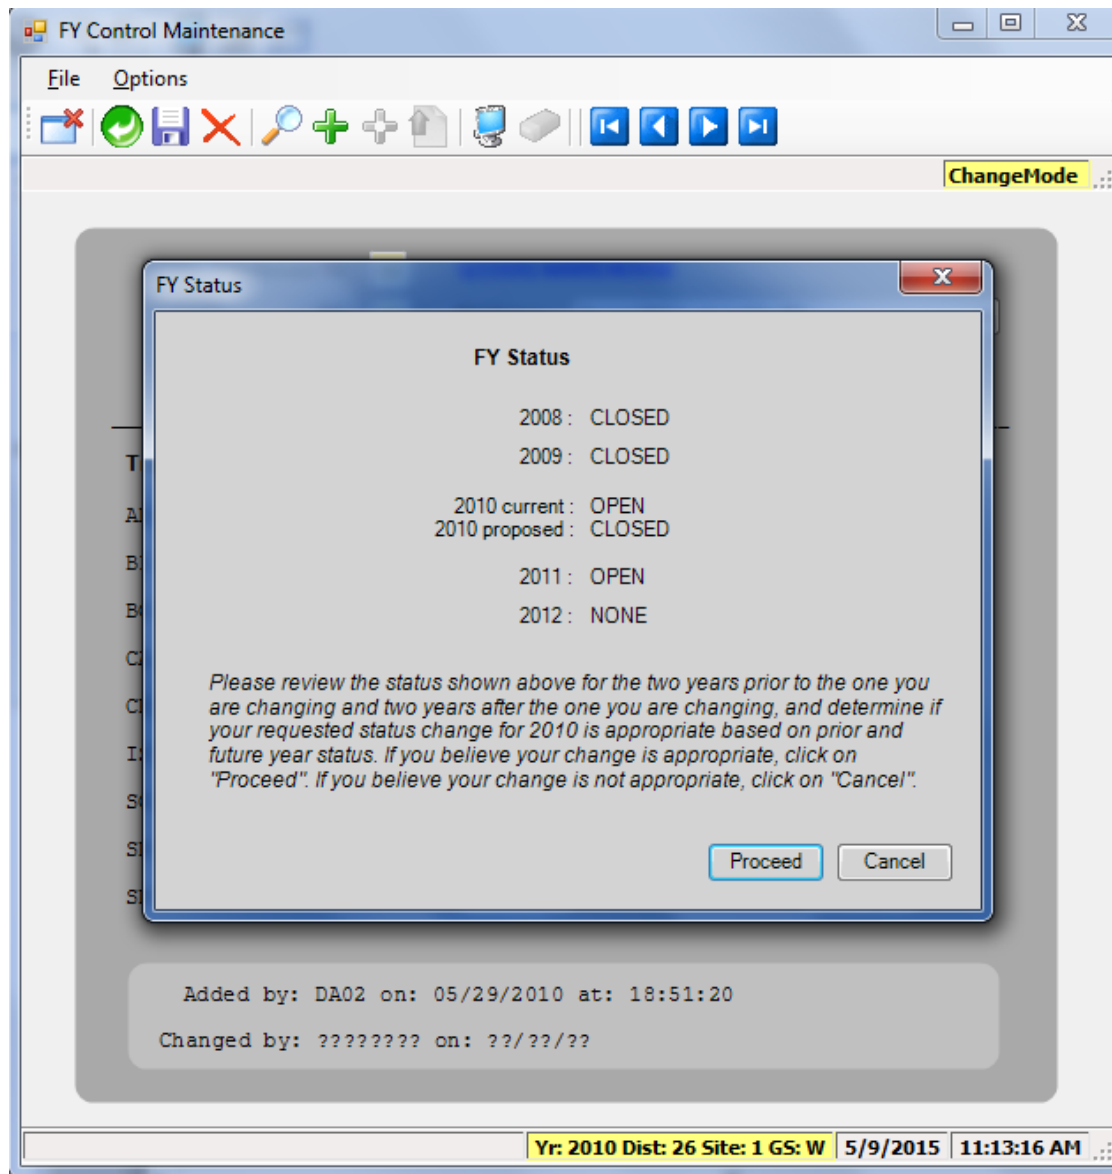 FY Control Maintenance
File Options
ChangeMode
FY Status
FY Status
2008 : CLOSED
2009 : CLOSED
2010 current : OPEN
2010 proposed : CLOSED
2011 : OPEN
2012 : NONE
Please review the status shown above for the two years prior to the one you
are changing and two years after the one you are changing, and determine if
your requested status change for 2010 is appropriate based on prior and
future year status. If you believe your change is appropriate, click on
"Proceed". If you believe your change is not appropriate, click on "Cancel".
Proceed Cancel
Added by: DA02 on: 05/29/2010 at: 18:51:20
Changed by: ???????? on: ??/??/??
Yr: 2010 Dist: 26 Site: 1 GS: W 5/9/2015 11:13:16 AM